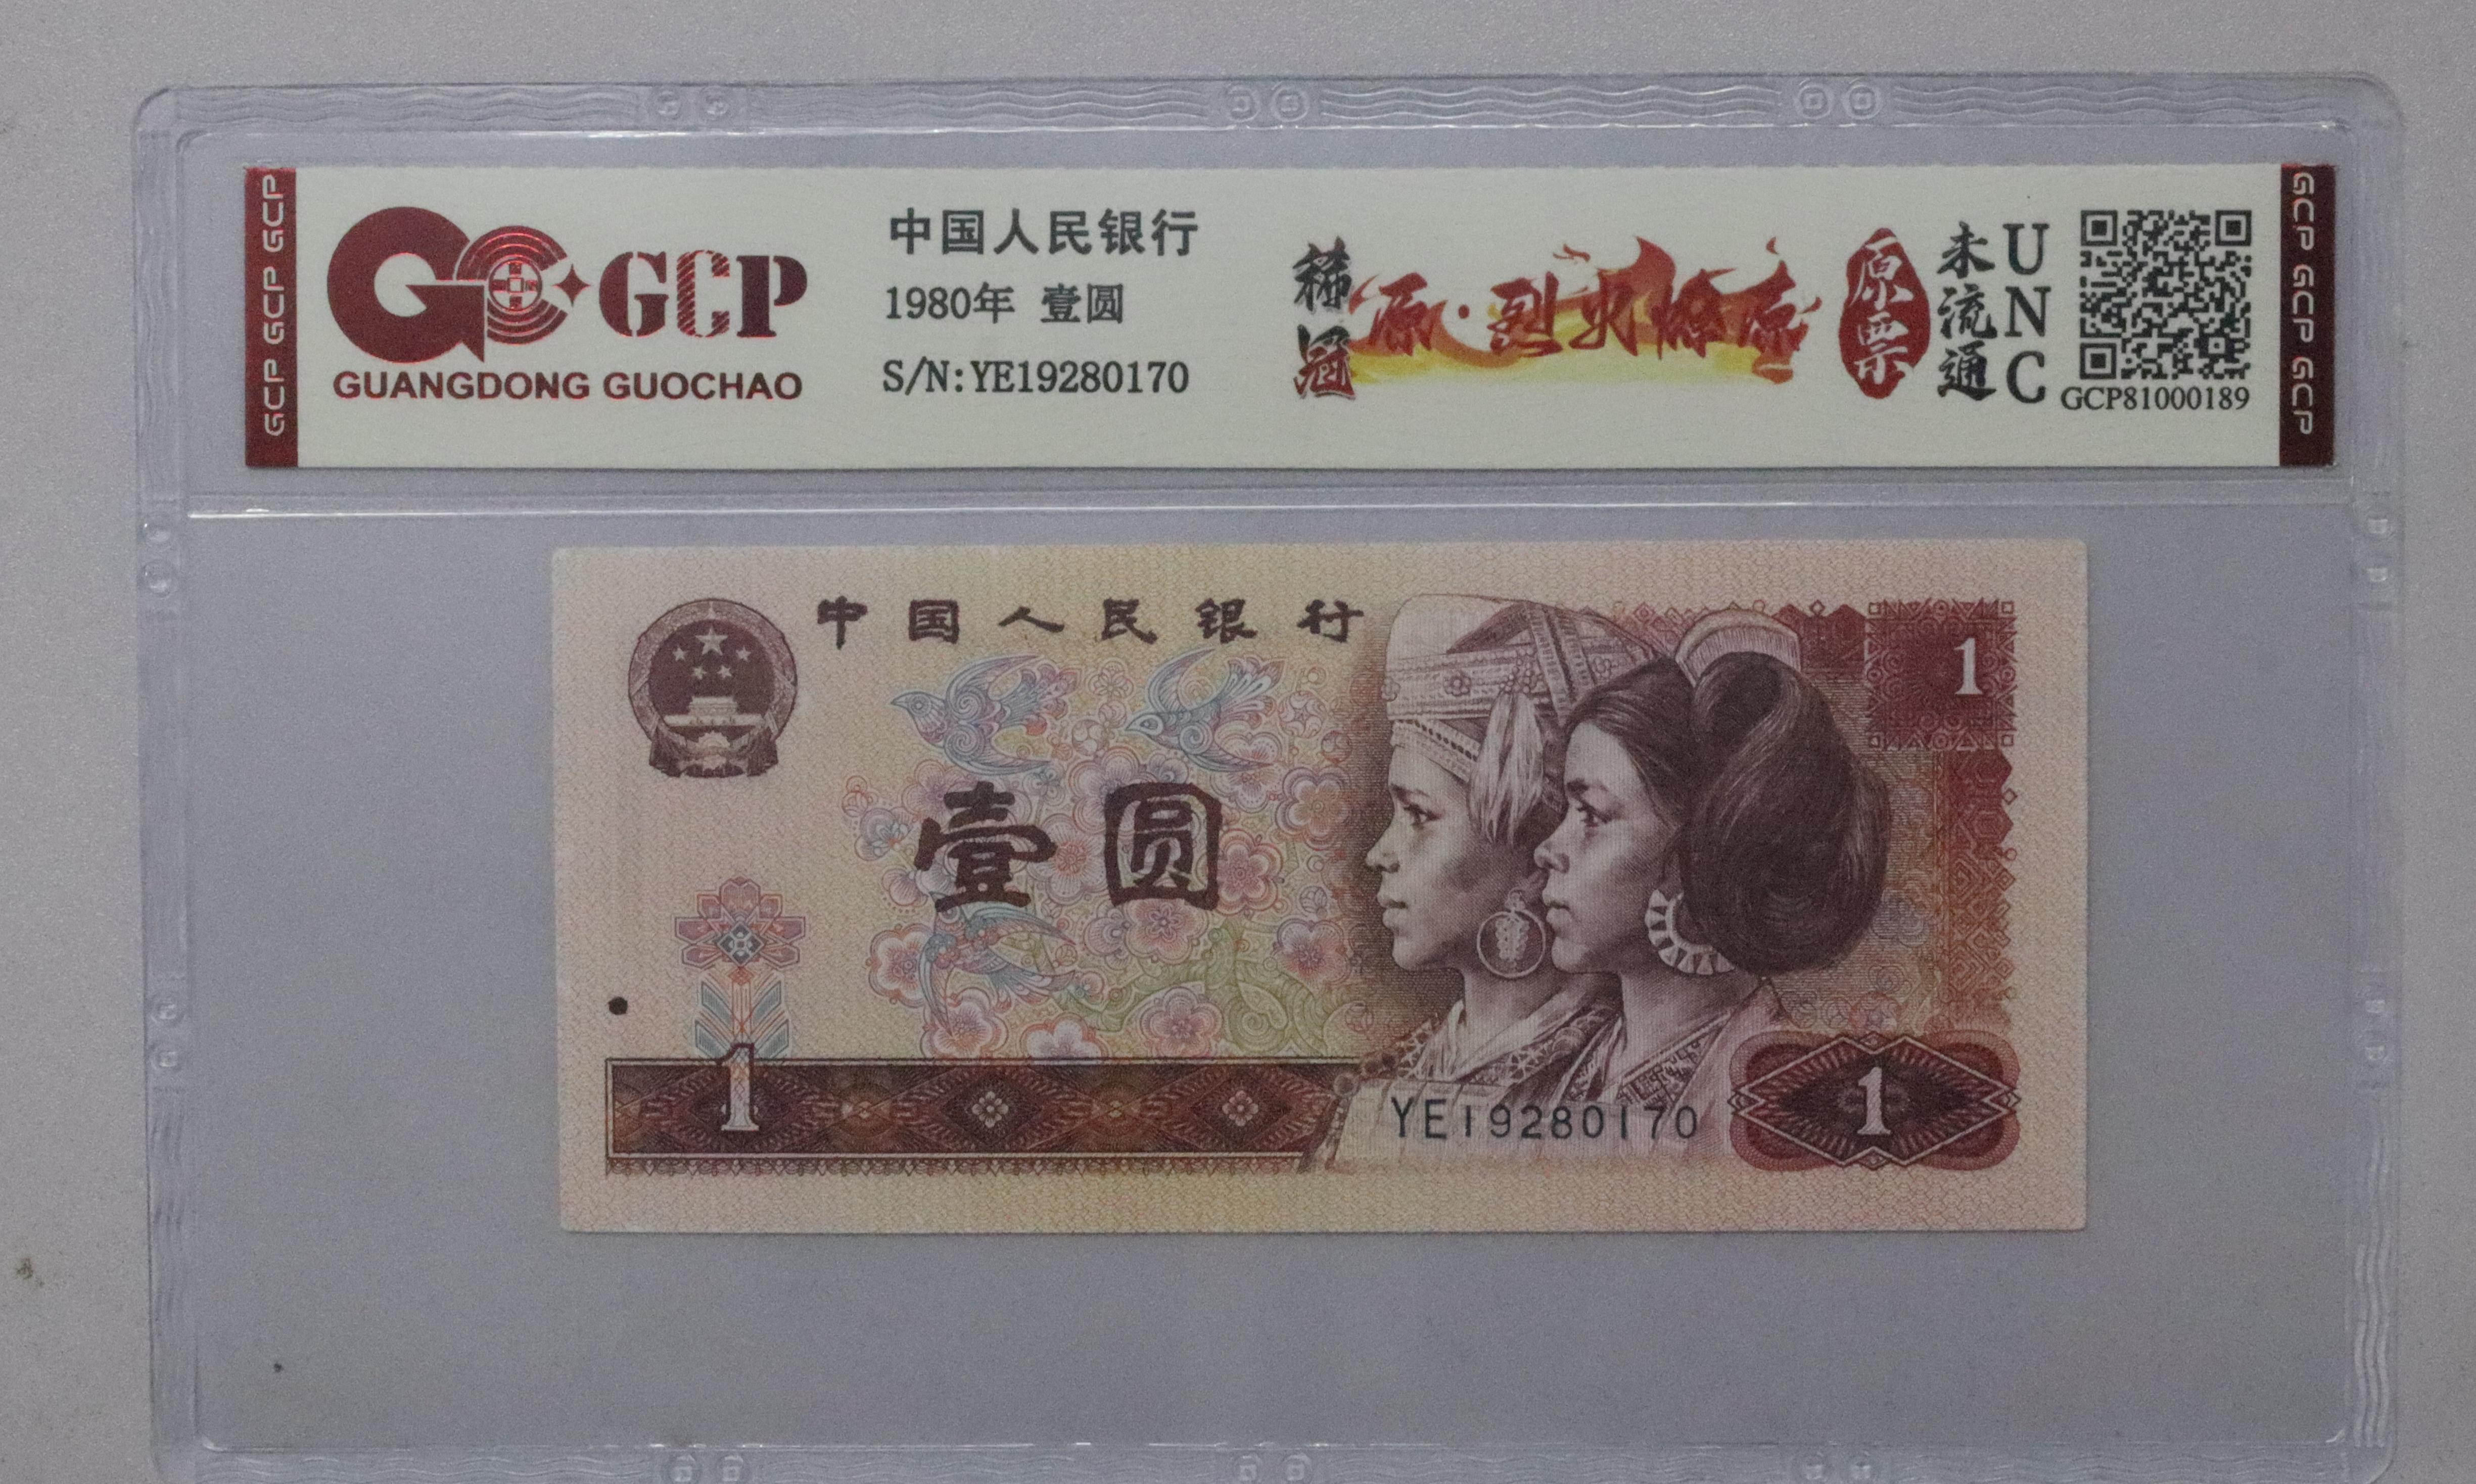 GCP GCP GCP
GCP
GUANGDONG GUOCHAO
中国人民银行
1980年 壹圆
S/N:YE19280170
稀冠
原·烈火燎原
原票
未流通
UNC
GCP81000189
GCP GCP GCP
中国人民银行
1
壹圆
1
YE19280170
1